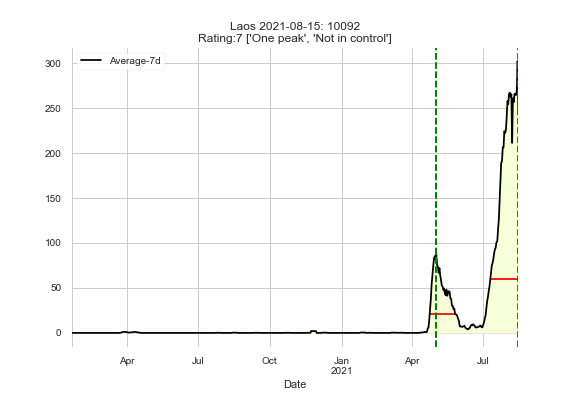 Laos 2021-08-15: 10092
Rating:7 ['One peak', 'Not in control']
Average-7d
300
250
200
150
100
50
0
Apr Jul Oct Jan Apr Jul
2021
Date